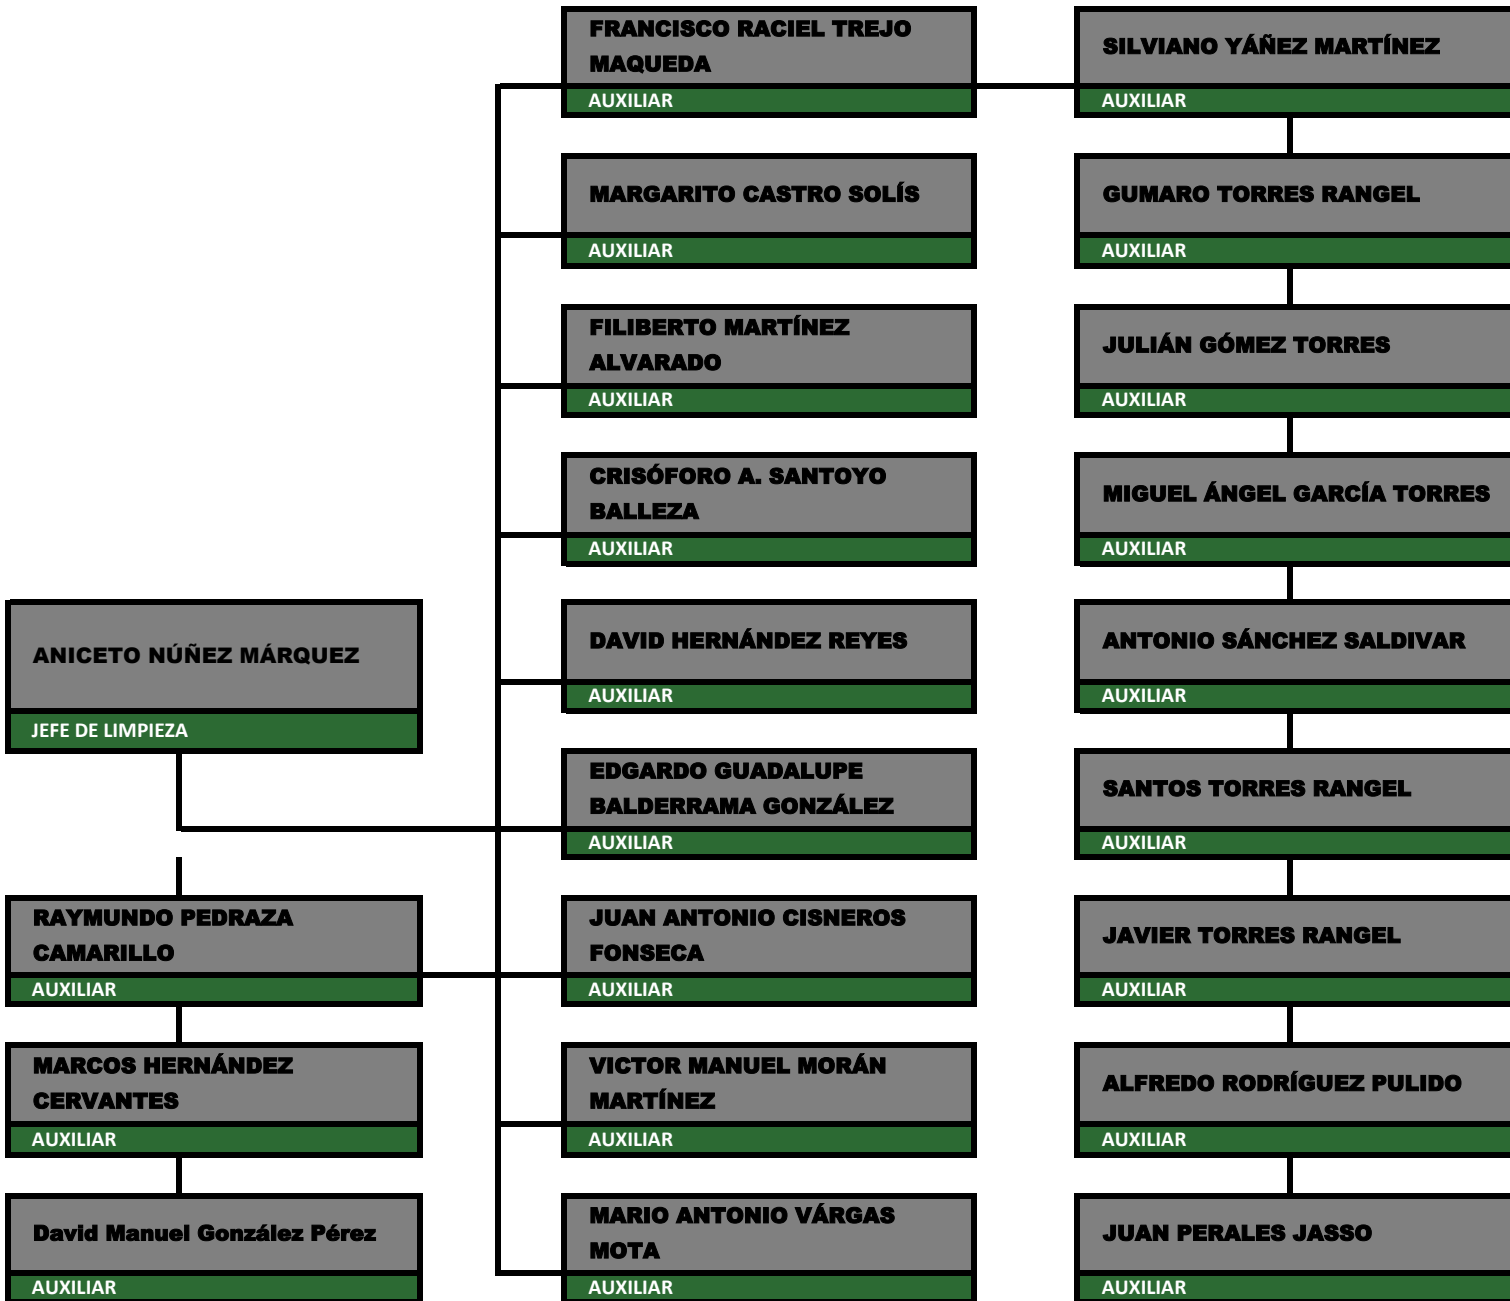 ANICETO NÚÑEZ MÁRQUEZ
JEFE DE LIMPIEZA
RAYMUNDO PEDRAZA
CAMARILLO
AUXILIAR
MARCOS HERNÁNDEZ
CERVANTES
AUXILIAR
David Manuel González Pérez
AUXILIAR
FRANCISCO RACIEL TREJO
MAQUEDA
AUXILIAR
MARGARITO CASTRO SOLÍS
AUXILIAR
FILIBERTO MARTÍNEZ
ALVARADO
AUXILIAR
CRISÓFORO A. SANTOYO
BALLEZA
AUXILIAR
DAVID HERNÁNDEZ REYES
AUXILIAR
EDGARDO GUADALUPE
BALDERRAMA GONZÁLEZ
AUXILIAR
JUAN ANTONIO CISNEROS
FONSECA
AUXILIAR
VICTOR MANUEL MORÁN
MARTÍNEZ
AUXILIAR
MARIO ANTONIO VÁRGAS
MOTA
AUXILIAR
SILVIANO YÁÑEZ MARTÍNEZ
AUXILIAR
GUMARO TORRES RANGEL
AUXILIAR
JULIÁN GÓMEZ TORRES
AUXILIAR
MIGUEL ÁNGEL GARCÍA TORRES
AUXILIAR
ANTONIO SÁNCHEZ SALDIVAR
AUXILIAR
SANTOS TORRES RANGEL
AUXILIAR
JAVIER TORRES RANGEL
AUXILIAR
ALFREDO RODRÍGUEZ PULIDO
AUXILIAR
JUAN PERALES JASSO
AUXILIAR